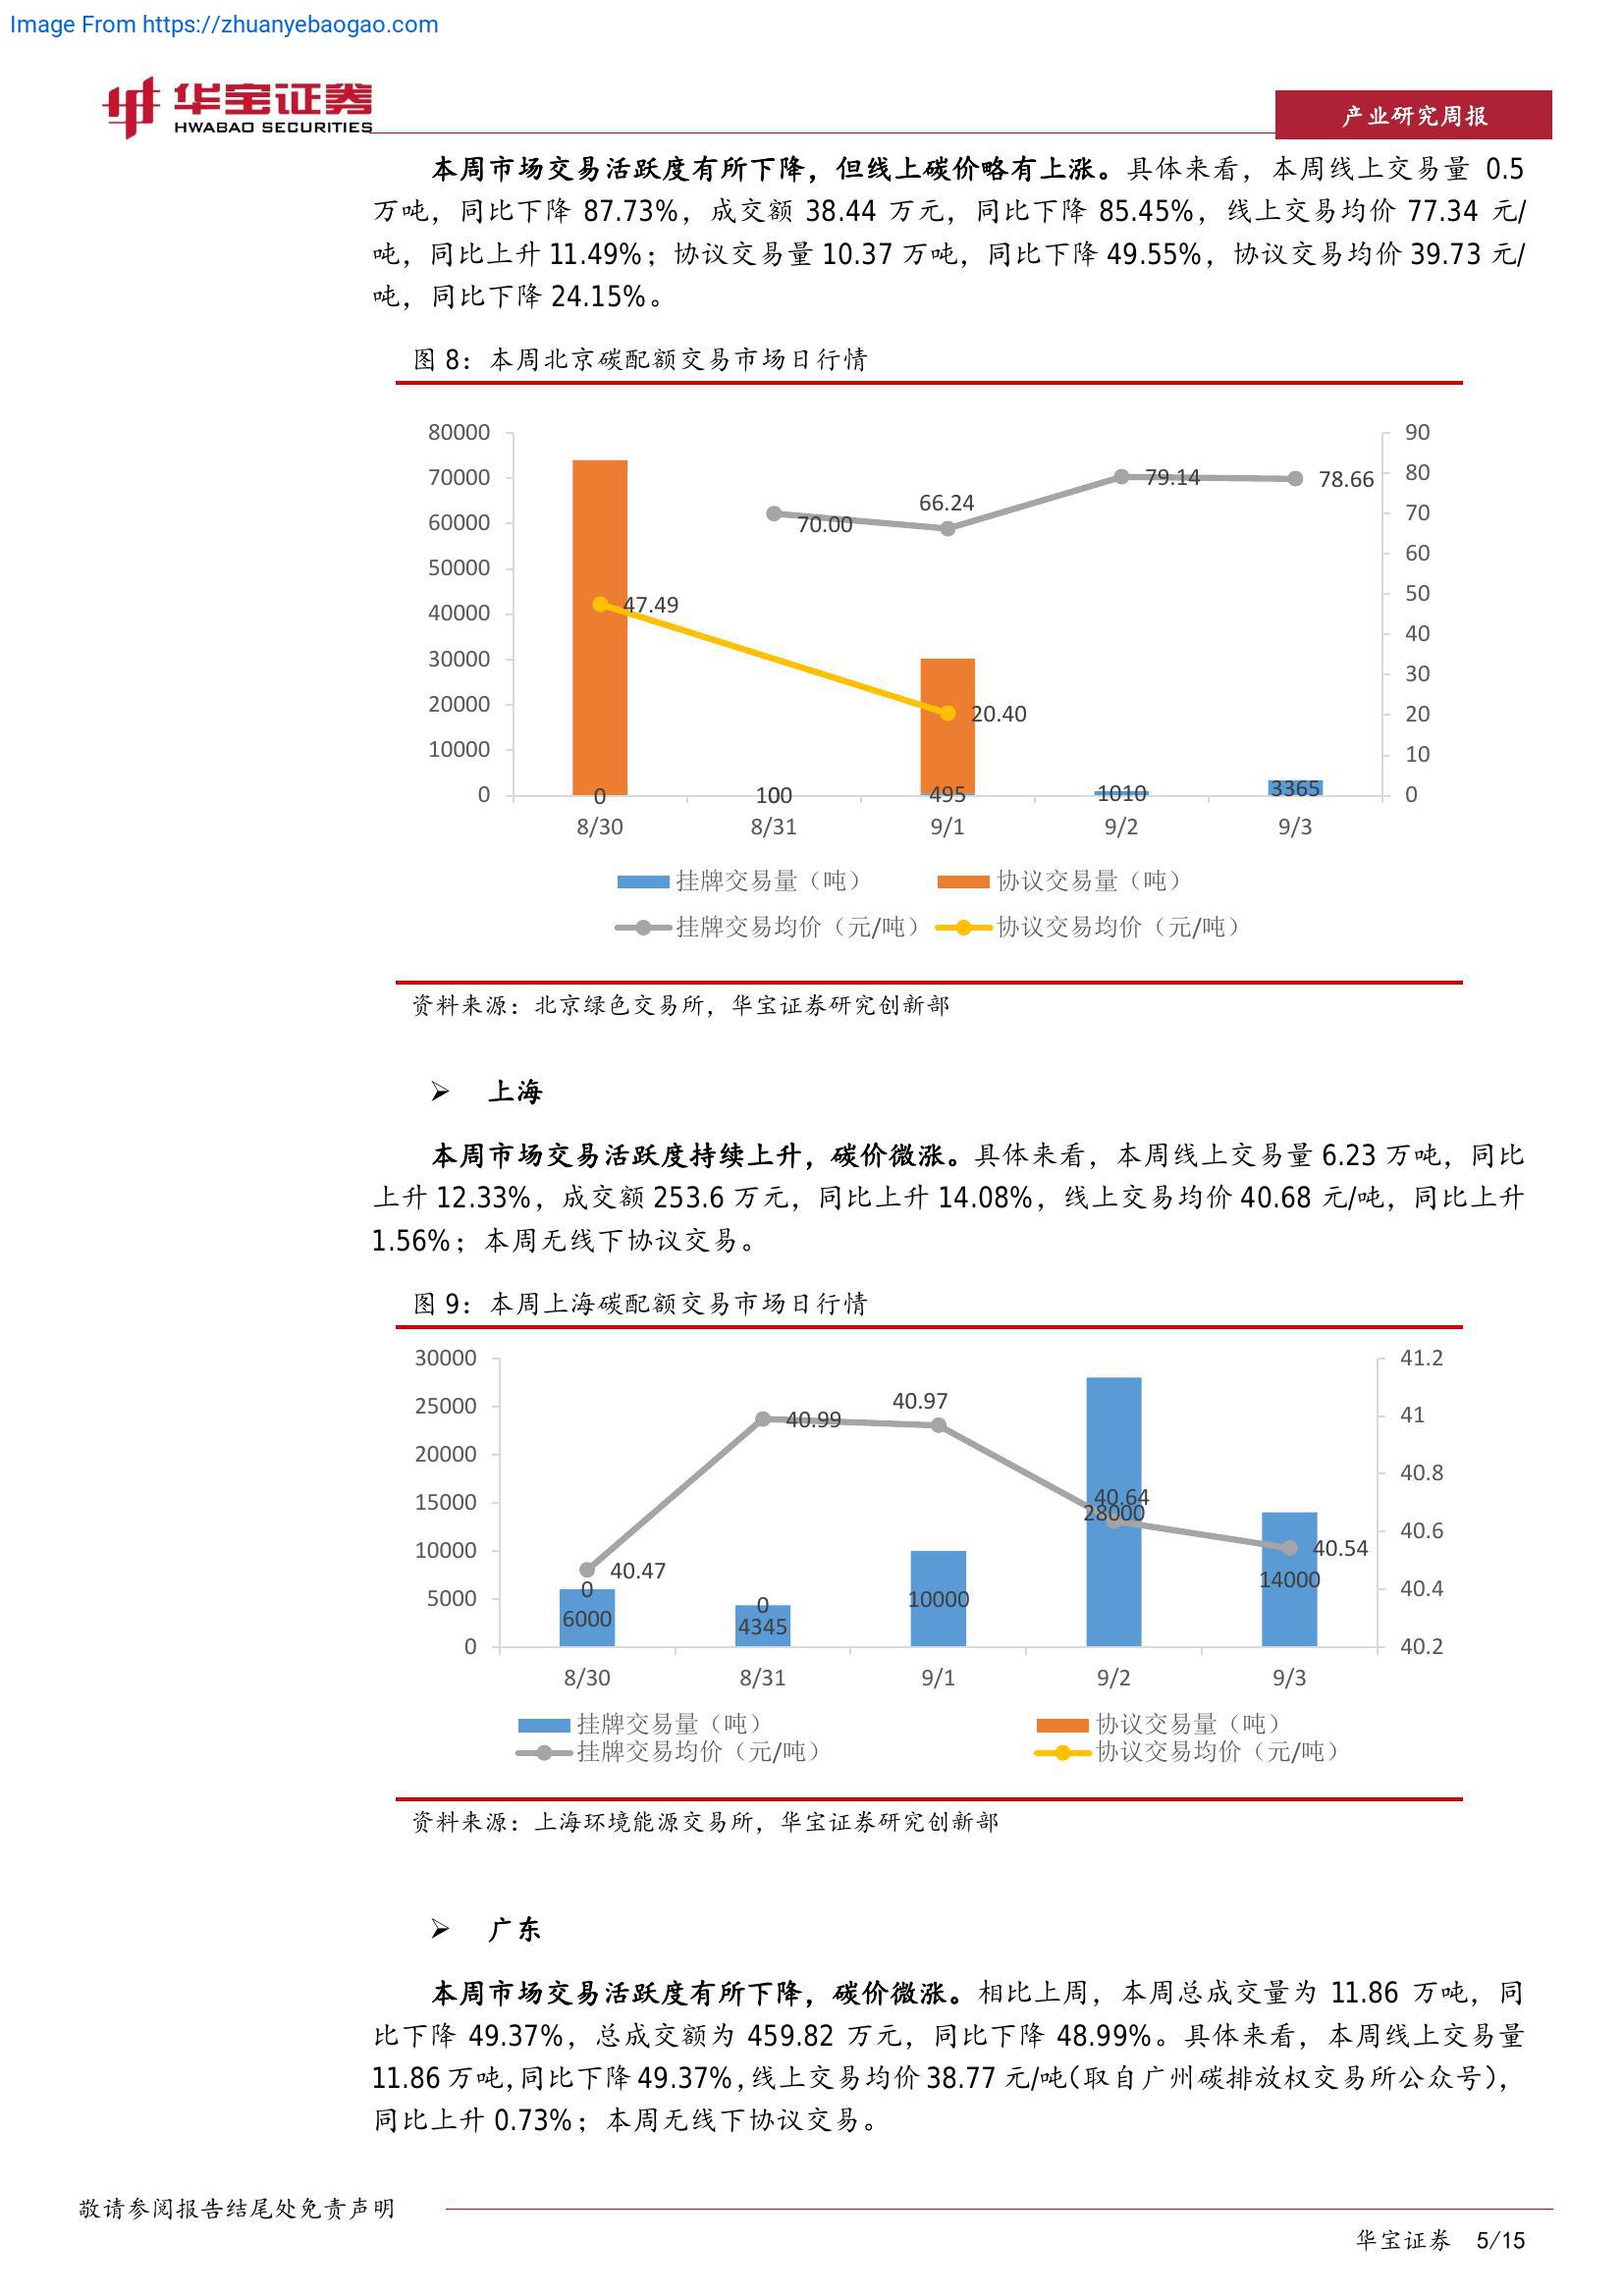 Image From https://zhuanyebaogao.com
华宝证券
HWABAO SECURITIES
产业研究周报
本周市场交易活跃度有所下降，但线上碳价略有上涨。具体来看，本周线上交易量 0.5
万吨，同比下降 87.73%，成交额 38.44 万元，同比下降 85.45%，线上交易均价 77.34 元/
吨，同比上升 11.49%；协议交易量 10.37 万吨，同比下降 49.55%，协议交易均价 39.73 元/
吨，同比下降 24.15%。
图 8：本周北京碳配额交易市场日行情
80000 90
70000 80
60000 70
50000 60
40000 50
30000 40
20000 30
10000 20
0 10
0
70.00 66.24 79.14 78.66
47.49 20.40
0 100 495 1010 3365
8/30 8/31 9/1 9/2 9/3
挂牌交易量（吨） 协议交易量（吨）
挂牌交易均价（元/吨） 协议交易均价（元/吨）
资料来源：北京绿色交易所，华宝证券研究创新部
➢ 上海
本周市场交易活跃度持续上升，碳价微涨。具体来看，本周线上交易量 6.23 万吨，同比
上升 12.33%，成交额 253.6 万元，同比上升 14.08%，线上交易均价 40.68 元/吨，同比上升
1.56%；本周无线下协议交易。
图 9：本周上海碳配额交易市场日行情
30000 41.2
25000 41
20000 40.8
15000 40.6
10000 40.4
5000 40.2
0
40.47 40.99 40.97 40.64 40.54
0 0
6000 4345 10000 28000 14000
8/30 8/31 9/1 9/2 9/3
挂牌交易量（吨） 协议交易量（吨）
挂牌交易均价（元/吨） 协议交易均价（元/吨）
资料来源：上海环境能源交易所，华宝证券研究创新部
➢ 广东
本周市场交易活跃度有所下降，碳价微涨。相比上周，本周总成交量为 11.86 万吨，同
比下降 49.37%，总成交额为 459.82 万元，同比下降 48.99%。具体来看，本周线上交易量
11.86 万吨，同比下降 49.37%，线上交易均价 38.77 元/吨（取自广州碳排放权交易所公众号），
同比上升 0.73%；本周无线下协议交易。
敬请参阅报告结尾处免责声明
华宝证券 5/15